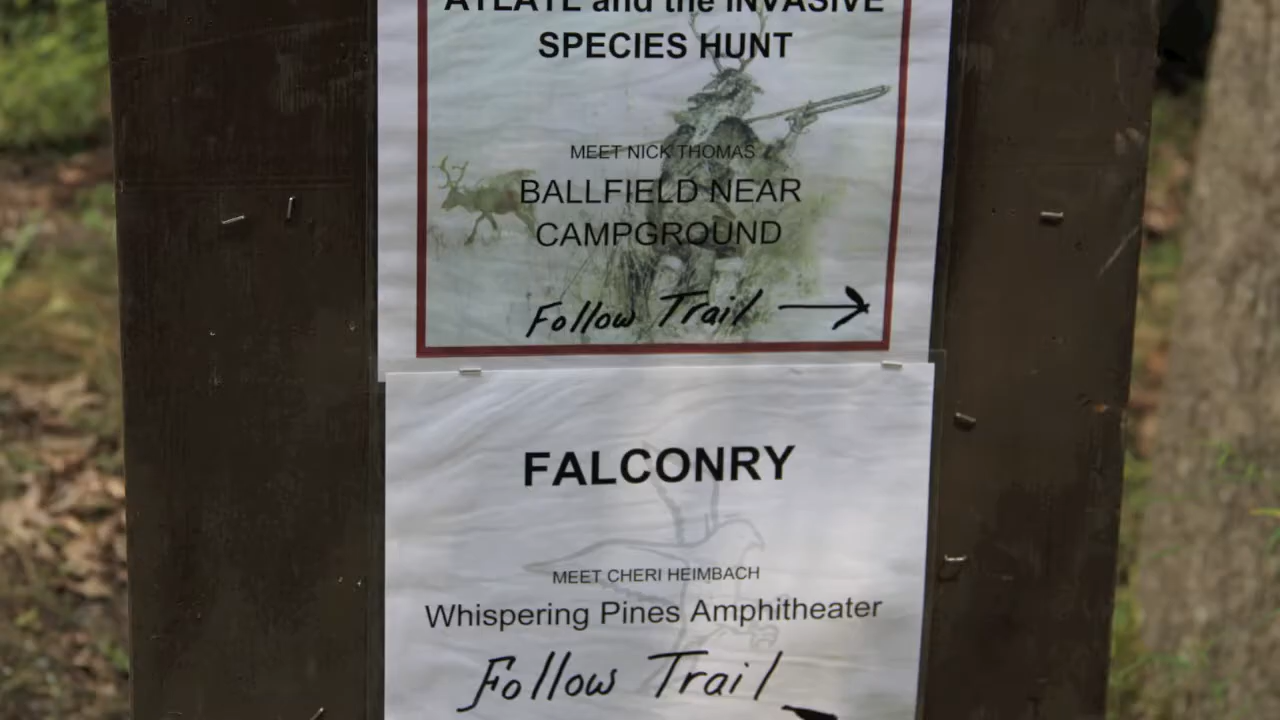 ATLATL and the INVASIVE
SPECIES HUNT
MEET NICK THOMAS
BALLFIELD NEAR
CAMPGROUND
Follow Trail →
FALCONRY
MEET CHERI HEIMBACH
Whispering Pines Amphitheater
Follow Trail